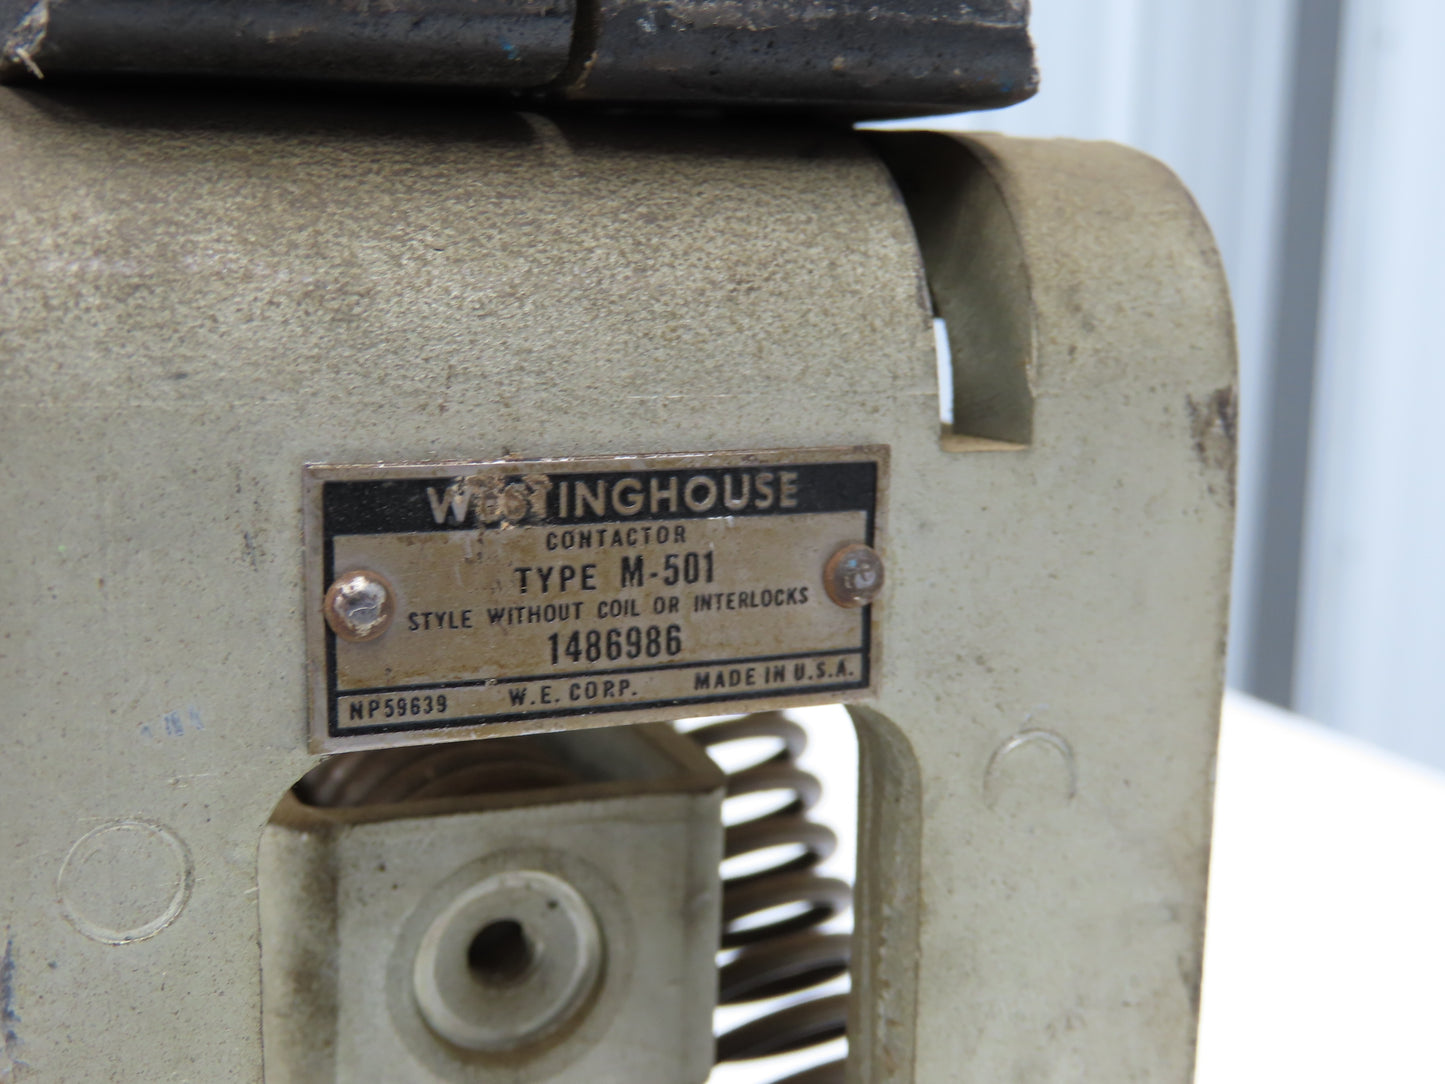 WESTINGHOUSE
CONTACTOR
TYPE M-501
STYLE WITHOUT COIL OR INTERLOCKS
1486986
NP59639 W.E. CORP. MADE IN U.S.A.